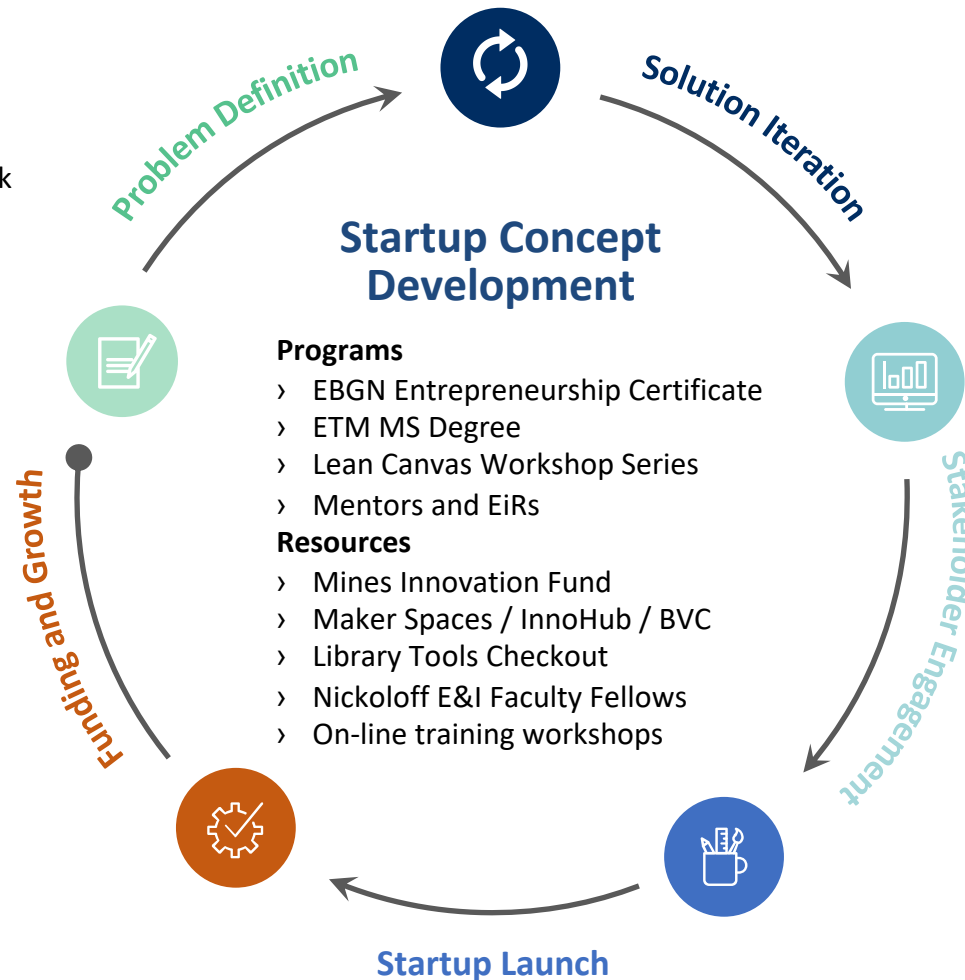 Problem Definition
Solution Iteration
k
Startup Concept
Development
Programs
› EBGN Entrepreneurship Certificate
› ETM MS Degree
› Lean Canvas Workshop Series
› Mentors and EiRs
Resources
› Mines Innovation Fund
› Maker Spaces / InnoHub / BVC
› Library Tools Checkout
› Nickoloff E&I Faculty Fellows
› On-line training workshops
Stakeholder Engagement
Funding and Growth
Startup Launch